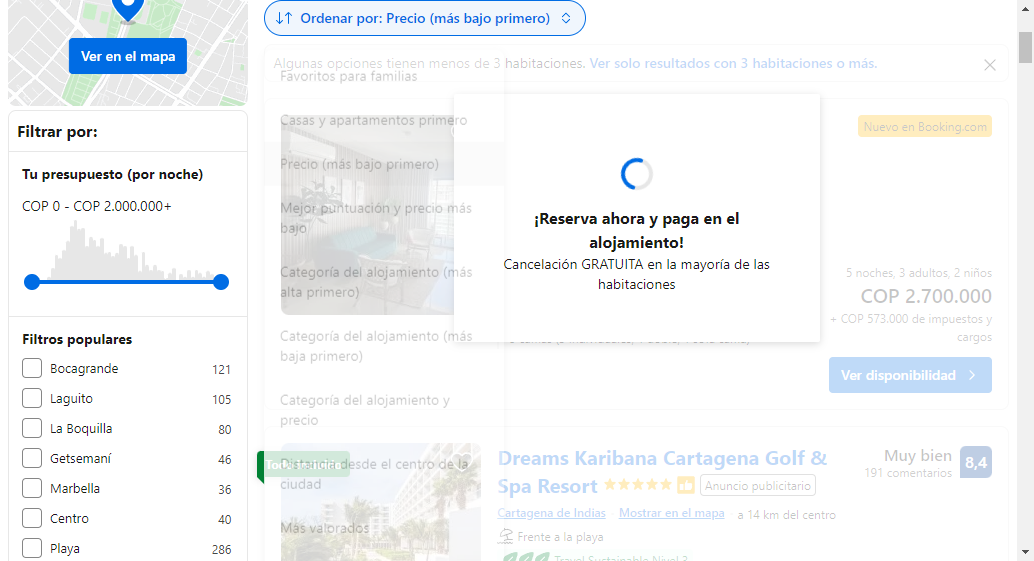 Ver en el mapa
Filtrar por:
Tu presupuesto (por noche)
COP 0 - COP 2.000.000+
Filtros populares
Bocagrande 121
Laguito 105
La Boquilla 80
Getsemaní 46
Marbella 36
Centro 40
Playa 286
Ordenar por: Precio (más bajo primero)
Algunas opciones tienen menos de 3 habitaciones. Ver solo resultados con 3 habitaciones o más.
Favoritos para familias
Casas y apartamentos primero
Precio (más bajo primero)
Mejor puntuación y precio más
bajo
Categoría del alojamiento (más
alta primero)
Categoría del alojamiento (más
baja primero)
Categoría del alojamiento y
precio
Distancia desde el centro de la
ciudad
Más valorados
¡Reserva ahora y paga en el
alojamiento!
Cancelación GRATUITA en la mayoría de las
habitaciones
Nuevo en Booking.com
5 noches, 3 adultos, 2 niños
COP 2.700.000
+ COP 573.000 de impuestos y
cargos
Ver disponibilidad
Dreams Karibana Cartagena Golf &
Spa Resort
Anuncio publicitario
Muy bien
191 comentarios
8,4
Cartagena de Indias Mostrar en el mapa a 14 km del centro
Frente a la playa
Travel Sustainable Nivel 3